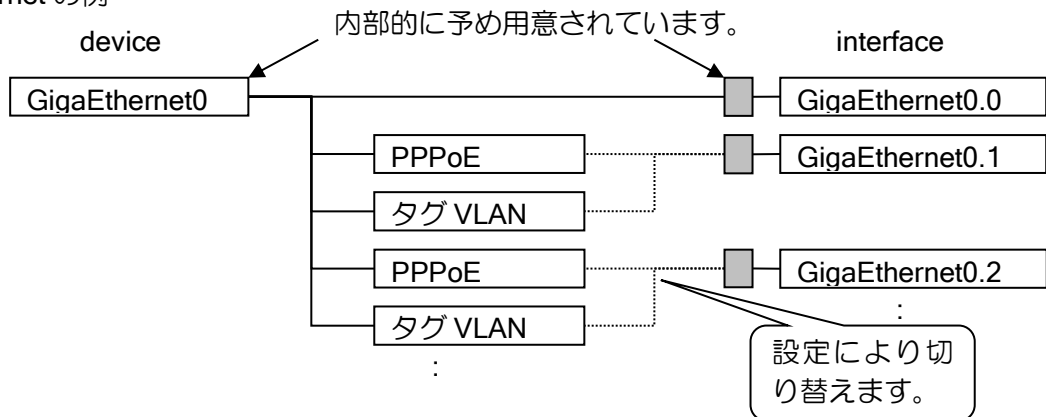 rnet の例
内部的に予め用意されています。
device
interface
GigaEthernet0
GigaEthernet0.0
PPPoE
GigaEthernet0.1
タグ VLAN
PPPoE
GigaEthernet0.2
タグ VLAN
:
:
設定により切
り替えます。